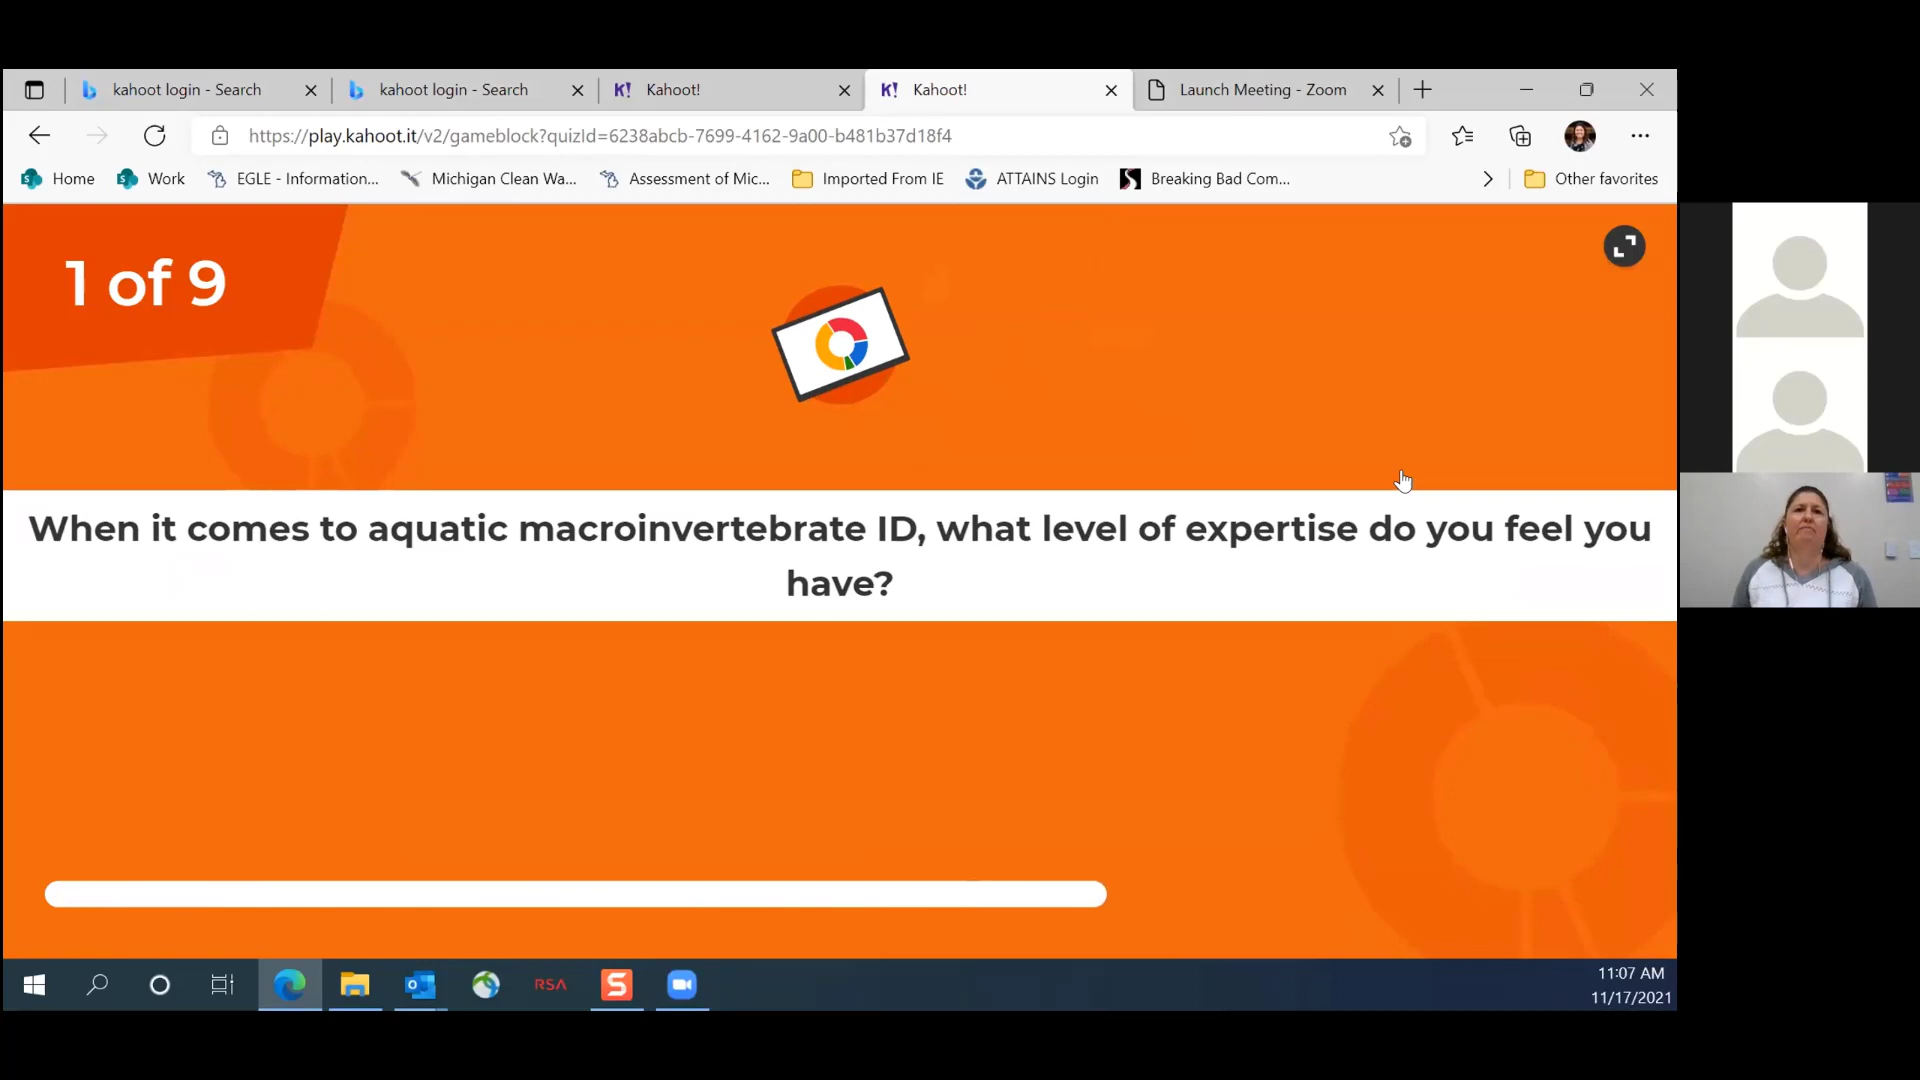 kahoot login - Search
kahoot login - Search
K! Kahoot!
K! Kahoot!
Launch Meeting - Zoom
https://play.kahoot.it/v2/gameblock?quizId=6238abcb-7699-4162-9a00-b481b37d18f4
Home
Work
EGLE - Information...
Michigan Clean Wa...
Assessment of Mic...
Imported From IE
ATTAINS Login
Breaking Bad Com...
Other favorites
1 of 9
When it comes to aquatic macroinvertebrate ID, what level of expertise do you feel you
have?
RSA
11:07 AM
11/17/2021